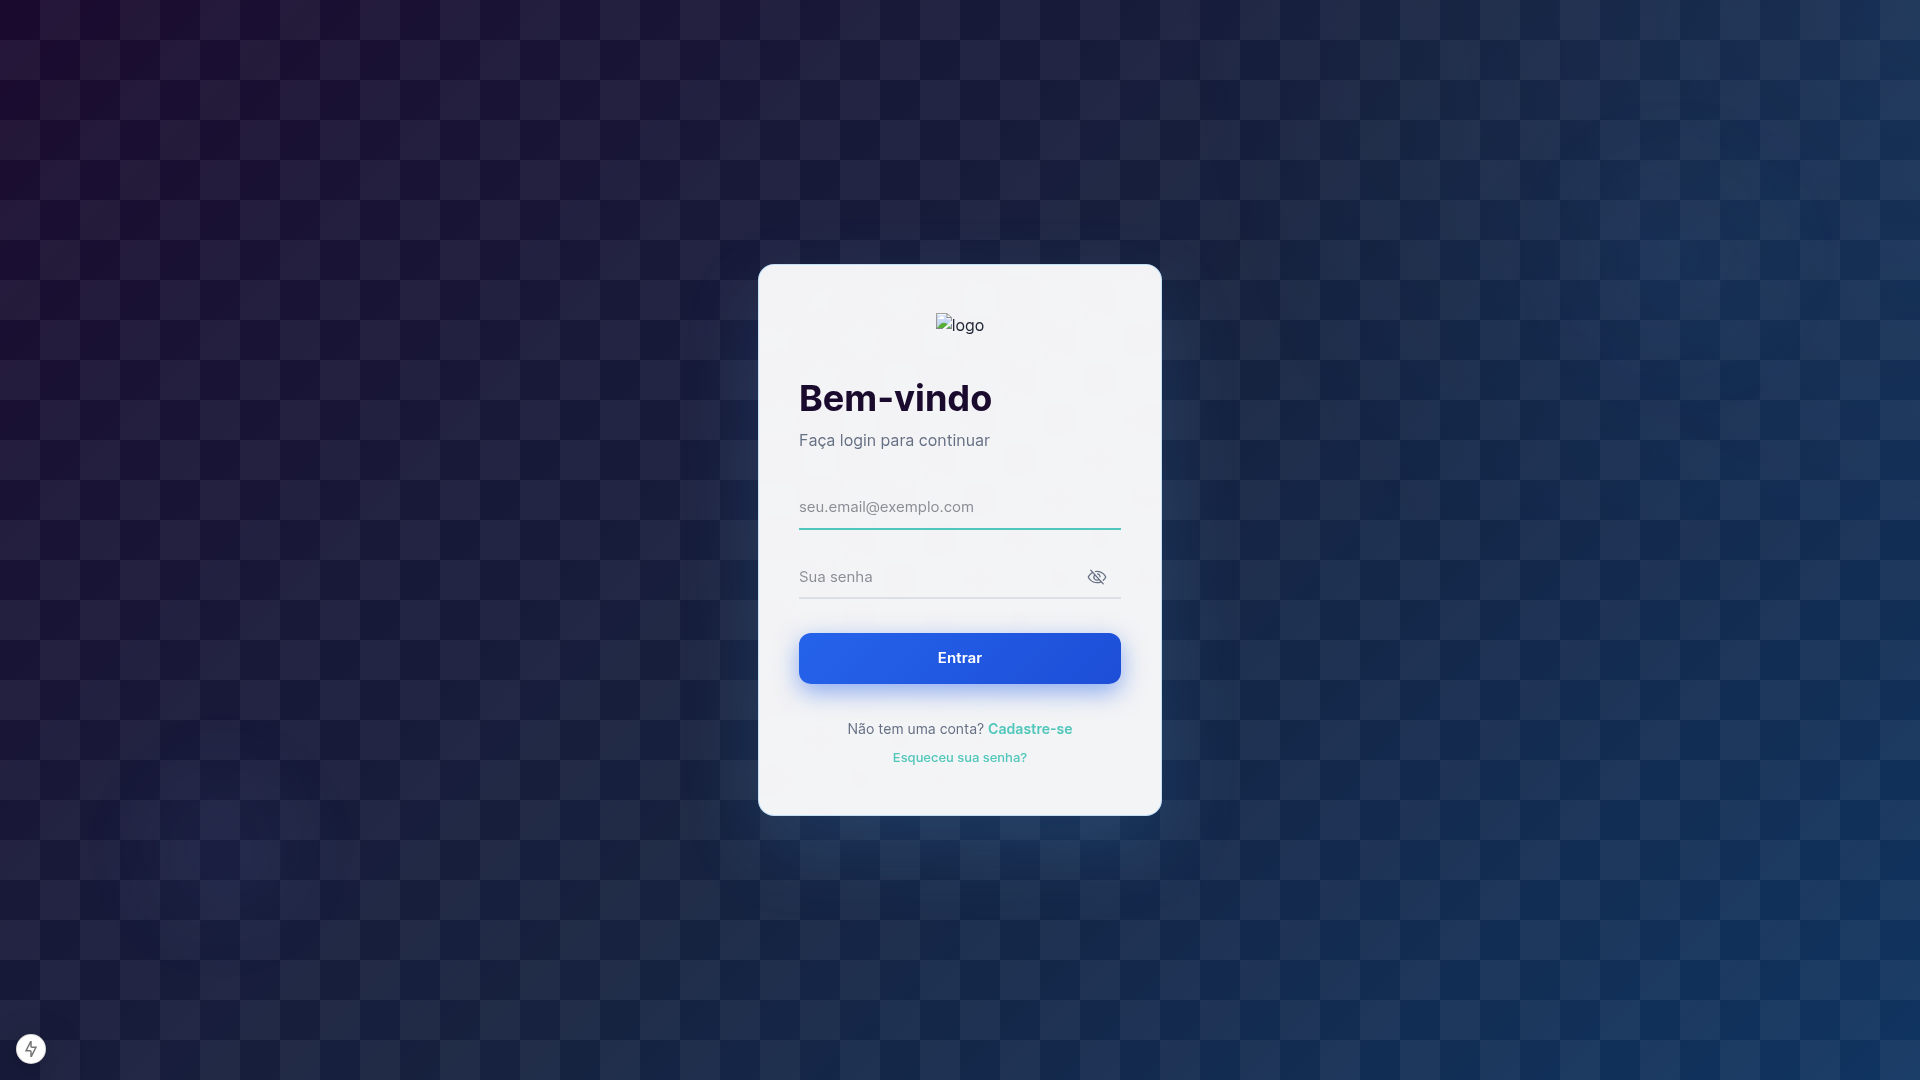 logo
Bem-vindo
Faça login para continuar
seu.email@exemplo.com
Sua senha
Entrar
Não tem uma conta? Cadastre-se
Esqueceu sua senha?